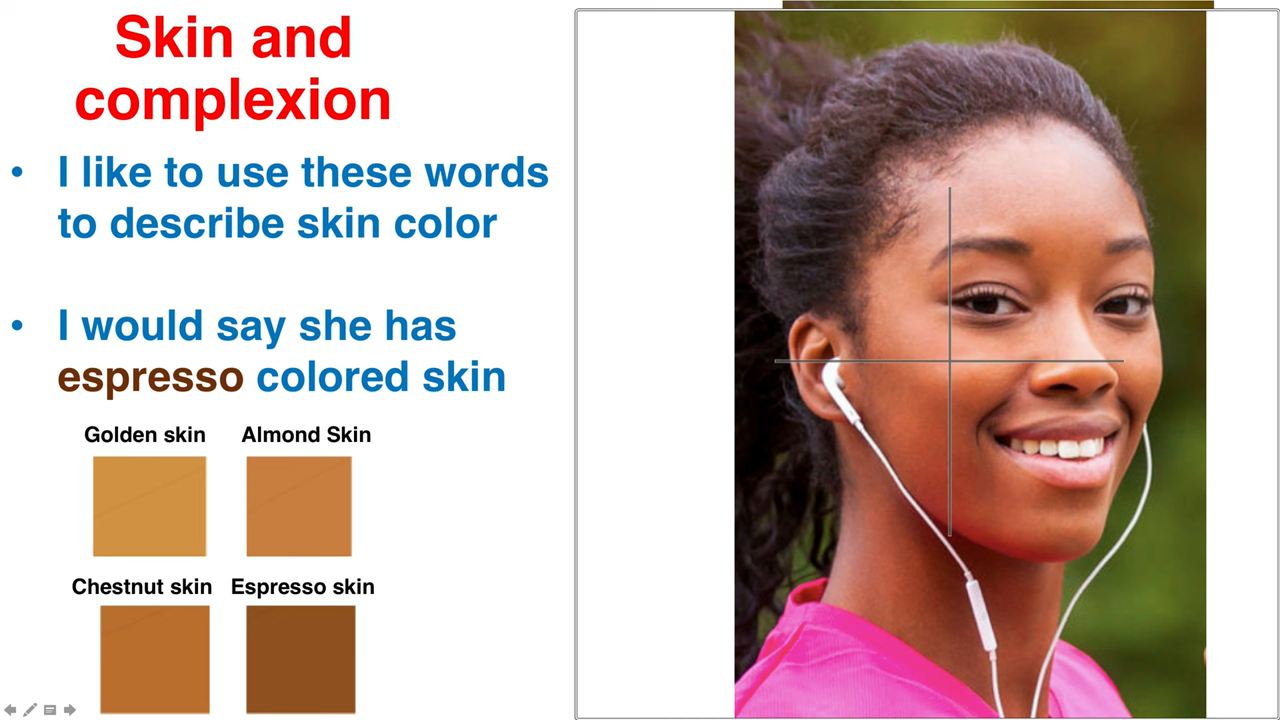 Skin and
complexion
• I like to use these words
to describe skin color
• I would say she has
espresso colored skin
Golden skin Almond Skin
Chestnut skin Espresso skin